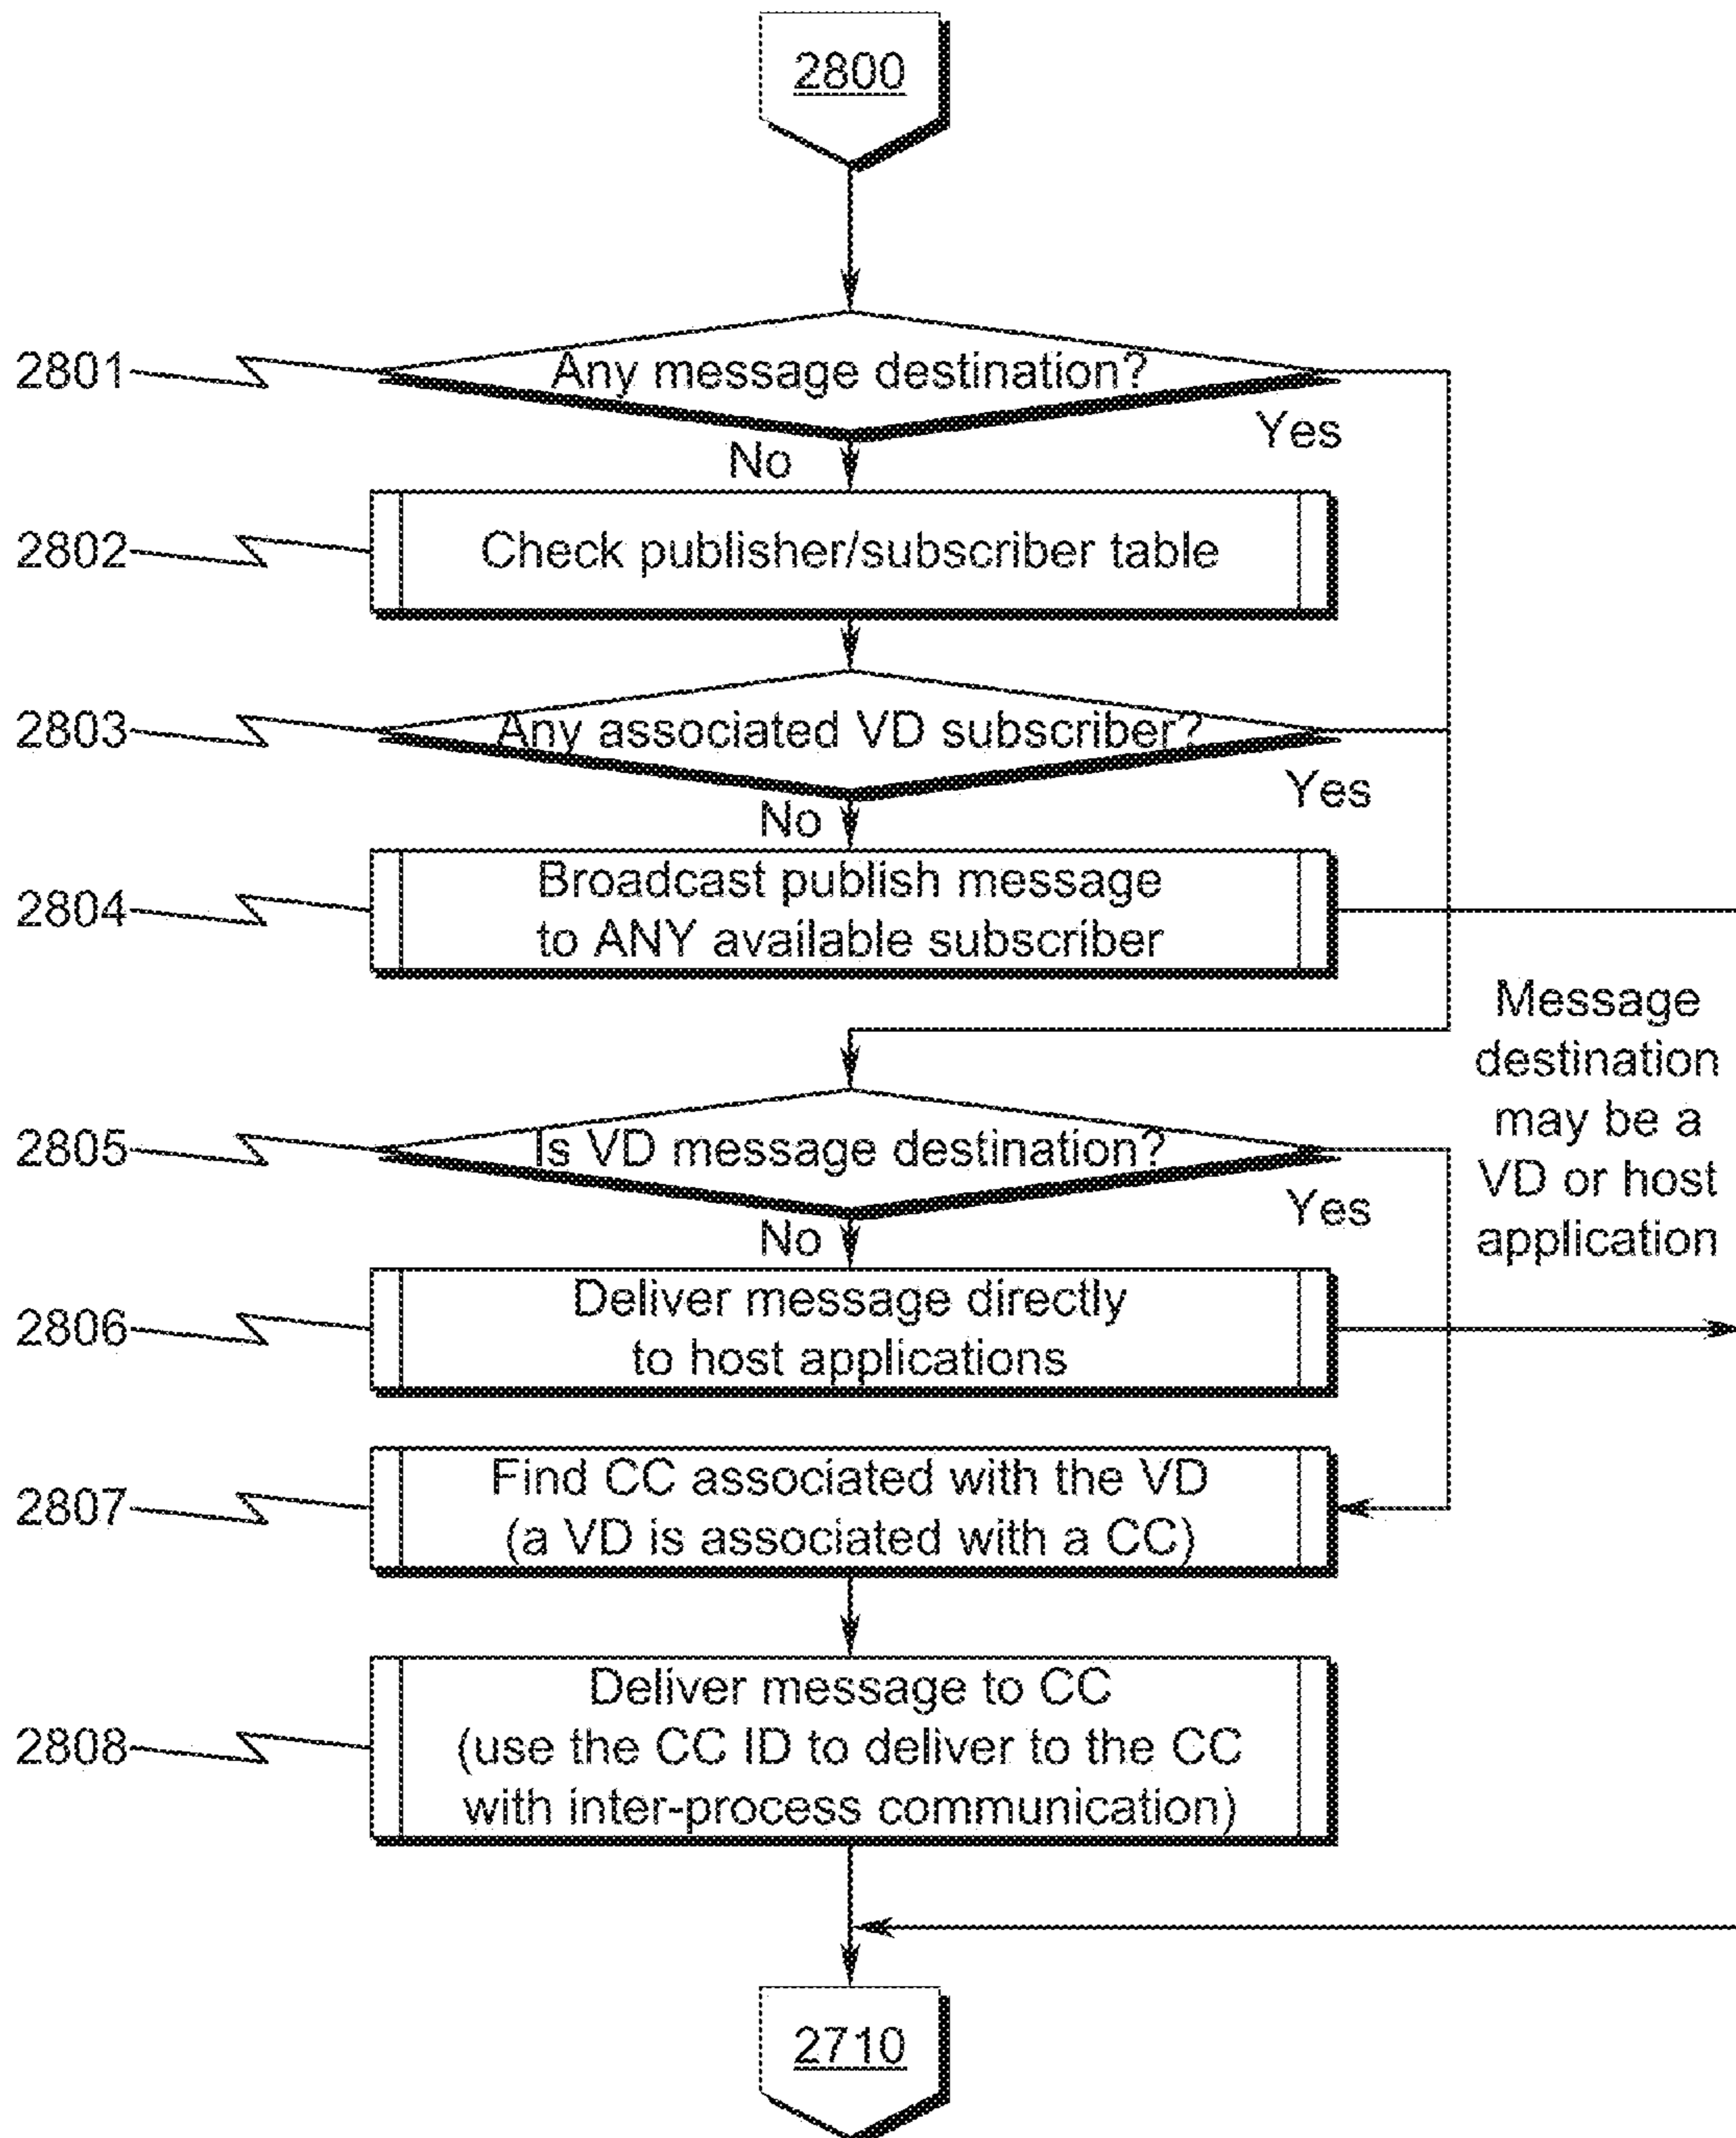 2800
2801
Any message destination?
Yes
No
2802
Check publisher/subscriber table
2803
Any associated VD subscriber?
Yes
No
2804
Broadcast publish message
to ANY available subscriber
Message
destination
may be a
VD or host
application
2805
Is VD message destination?
Yes
No
2806
Deliver message directly
to host applications
2807
Find CC associated with the VD
(a VD is associated with a CC)
2808
Deliver message to CC
(use the CC ID to deliver to the CC
with inter-process communication)
2710